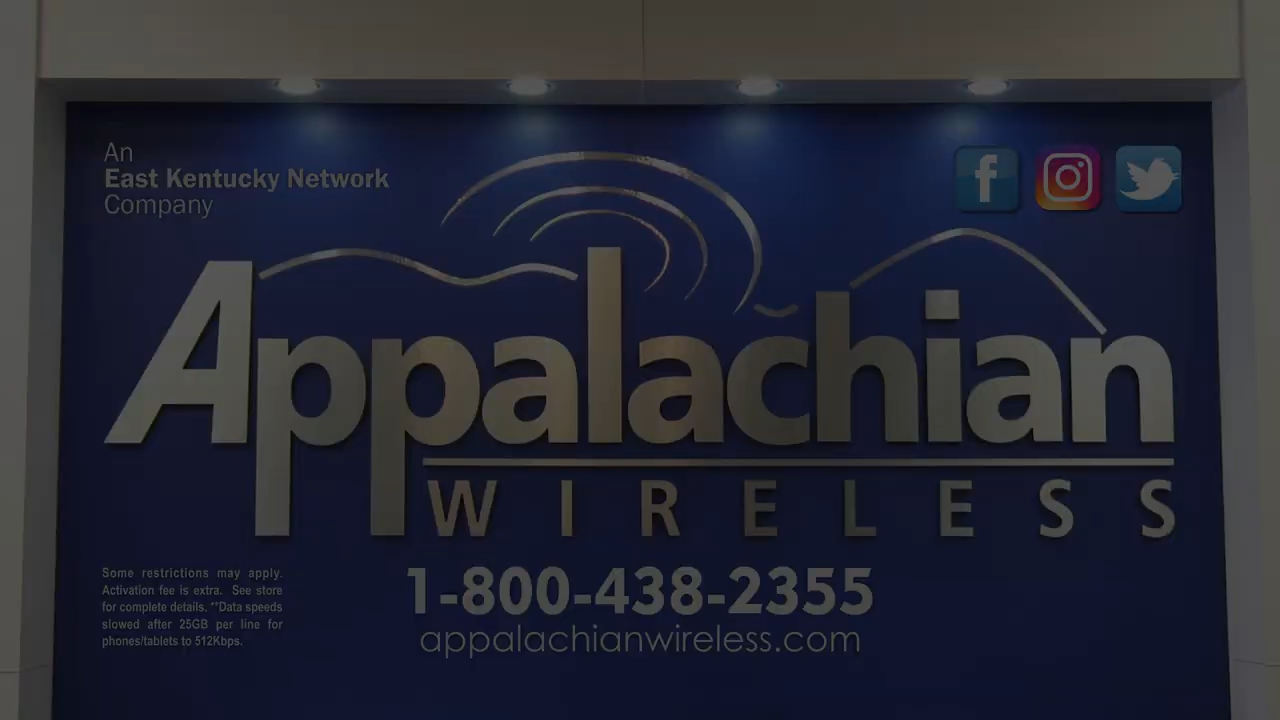 An
East Kentucky Network
Company
Appalachian
WIRELESS
Some restrictions may apply.
Activation fee is extra. See store
for complete details. **Data speeds
slowed after 25GB per line for
phones/tablets to 512Kbps.
1-800-438-2355
appalachianwireless.com